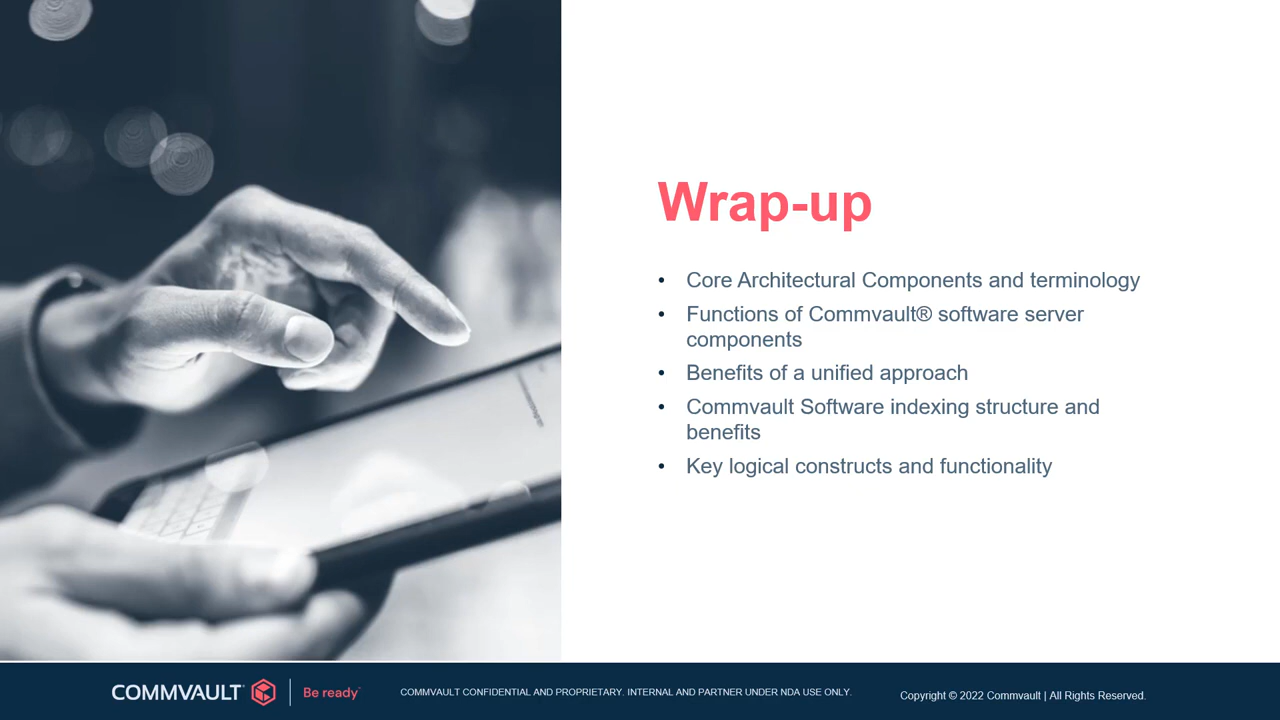 Wrap-up
• Core Architectural Components and terminology
• Functions of Commvault® software server
components
• Benefits of a unified approach
• Commvault Software indexing structure and
benefits
• Key logical constructs and functionality
COMMVAULT
Be ready
COMMVAULT CONFIDENTIAL AND PROPRIETARY. INTERNAL AND PARTNER UNDER NDA USE ONLY.
Copyright © 2022 Commvault | All Rights Reserved.